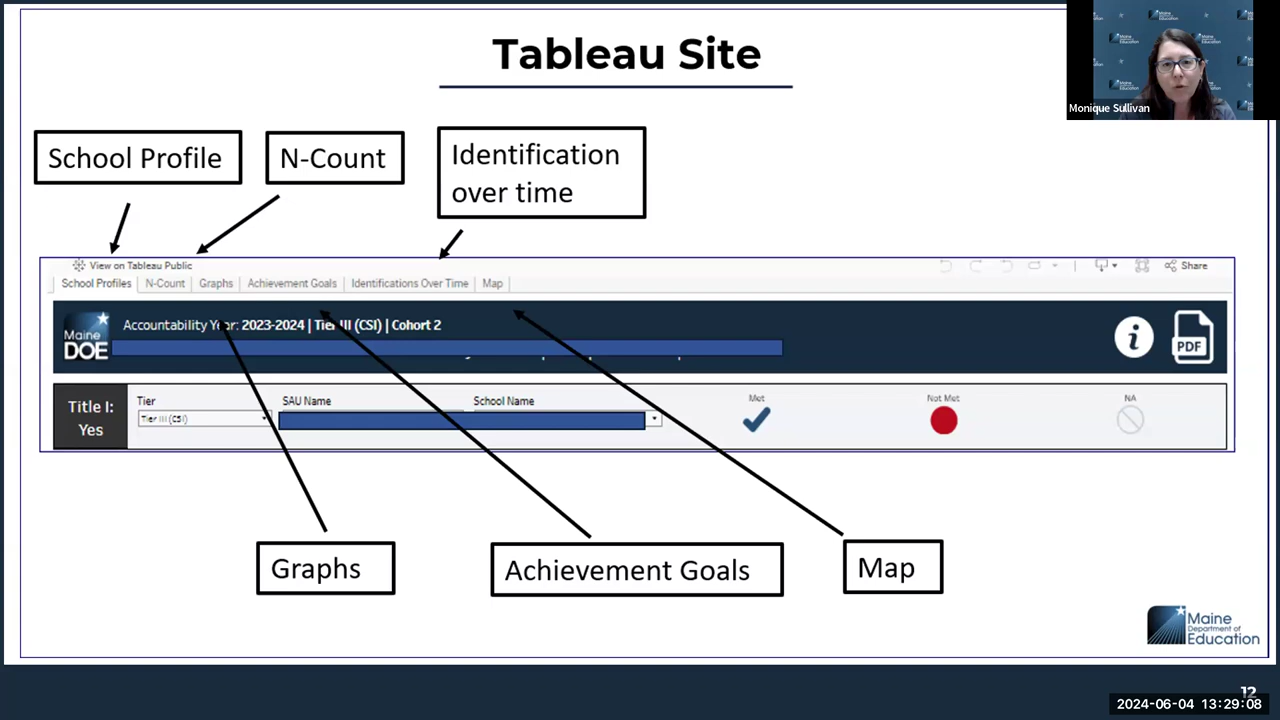 Tableau Site
Monique Sullivan
School Profile
N-Count
Identification
over time
View on Tableau Public
Share
School Profiles
N-Count
Graphs
Achievement Goals
Identifications Over Time
Map
Maine
DOE
Accountability Year: 2023-2024 | Tier III (CSI) | Cohort 2
i
PDF
Title I:
Yes
Tier
SAU Name
School Name
Met
Not Met
NA
Tier III (CSI)
Graphs
Achievement Goals
Map
Maine
Department of
Education
12
2024-06-04 13:29:08